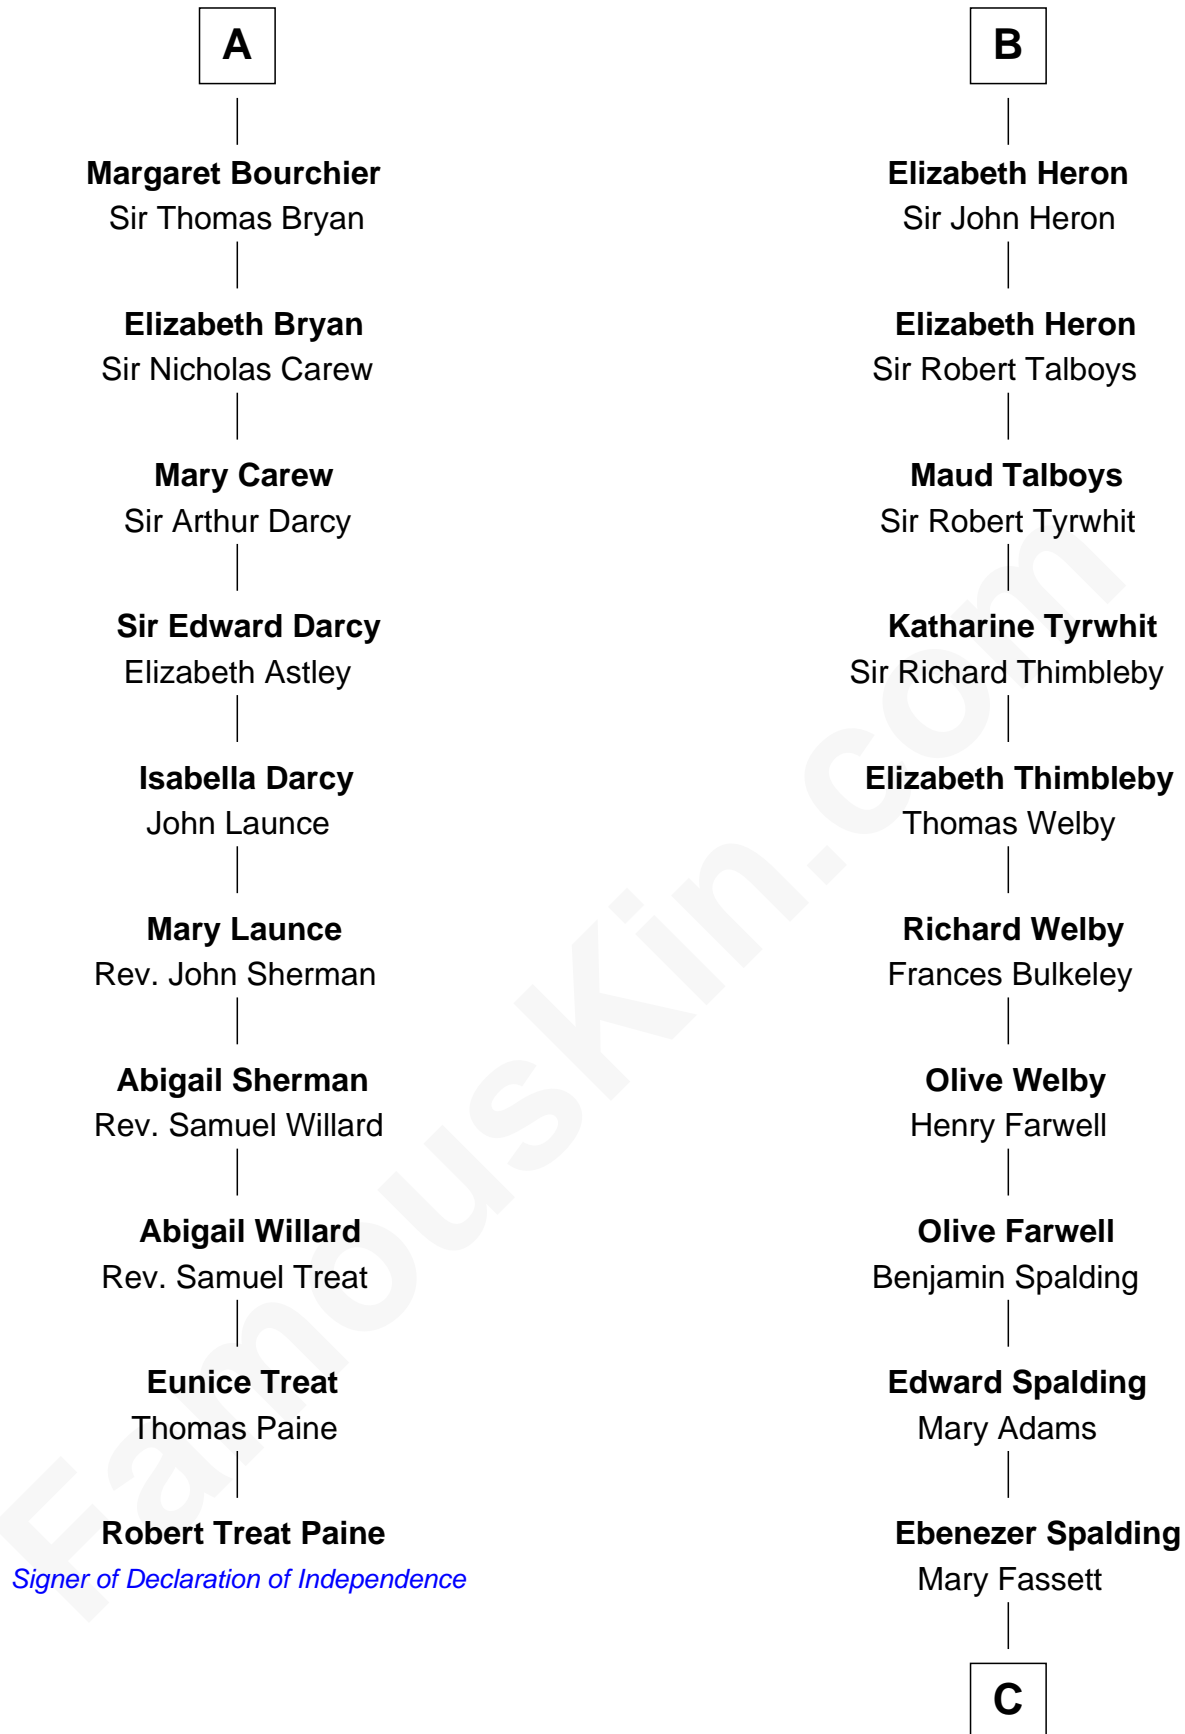 A
Margaret Bourchier
Sir Thomas Bryan
Elizabeth Bryan
Sir Nicholas Carew
Mary Carew
Sir Arthur Darcy
Sir Edward Darcy
Elizabeth Astley
Isabella Darcy
John Launce
Mary Launce
Rev. John Sherman
Abigail Sherman
Rev. Samuel Willard
Abigail Willard
Rev. Samuel Treat
Eunice Treat
Thomas Paine
Robert Treat Paine
Signer of Declaration of Independence
B
Elizabeth Heron
Sir John Heron
Elizabeth Heron
Sir Robert Talboys
Maud Talboys
Sir Robert Tyrwhit
Katharine Tyrwhit
Sir Richard Thimbleby
Elizabeth Thimbleby
Thomas Welby
Richard Welby
Frances Bulkeley
Olive Welby
Henry Farwell
Olive Farwell
Benjamin Spalding
Edward Spalding
Mary Adams
Ebenezer Spalding
Mary Fassett
C
FamousKin.com